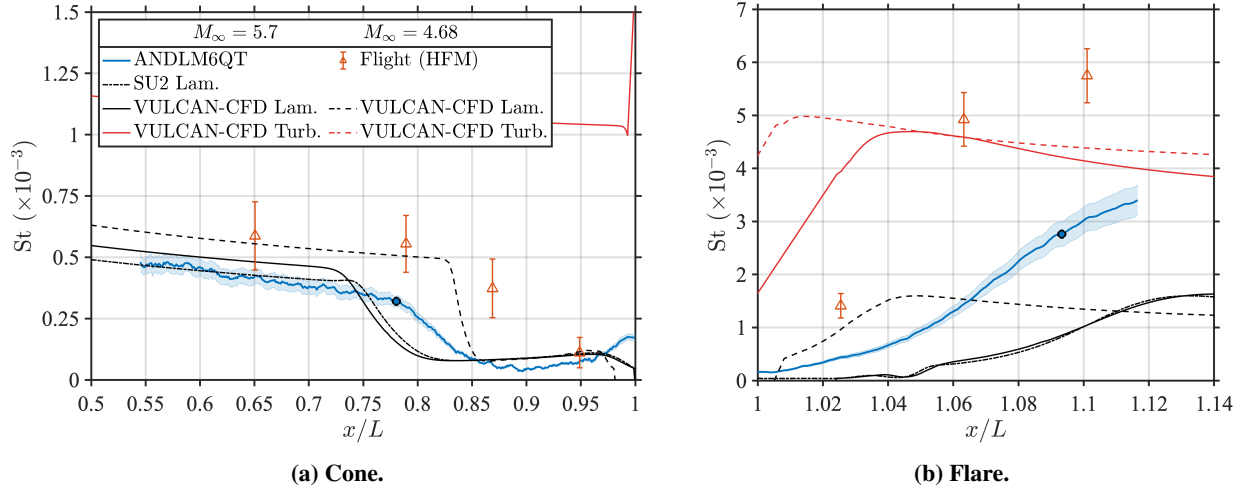 1.5
1.25
1
0.75
0.5
0.25
0
St (×10⁻³)
M∞ = 5.7 M∞ = 4.68
ANDLM6QT Flight (HFM)
SU2 Lam.
VULCAN-CFD Lam. VULCAN-CFD Lam.
VULCAN-CFD Turb. VULCAN-CFD Turb.
0.5 0.55 0.6 0.65 0.7 0.75 0.8 0.85 0.9 0.95 1
x/L
(a) Cone.
7
6
5
4
3
2
1
0
St (×10⁻³)
1 1.02 1.04 1.06 1.08 1.1 1.12 1.14
x/L
(b) Flare.